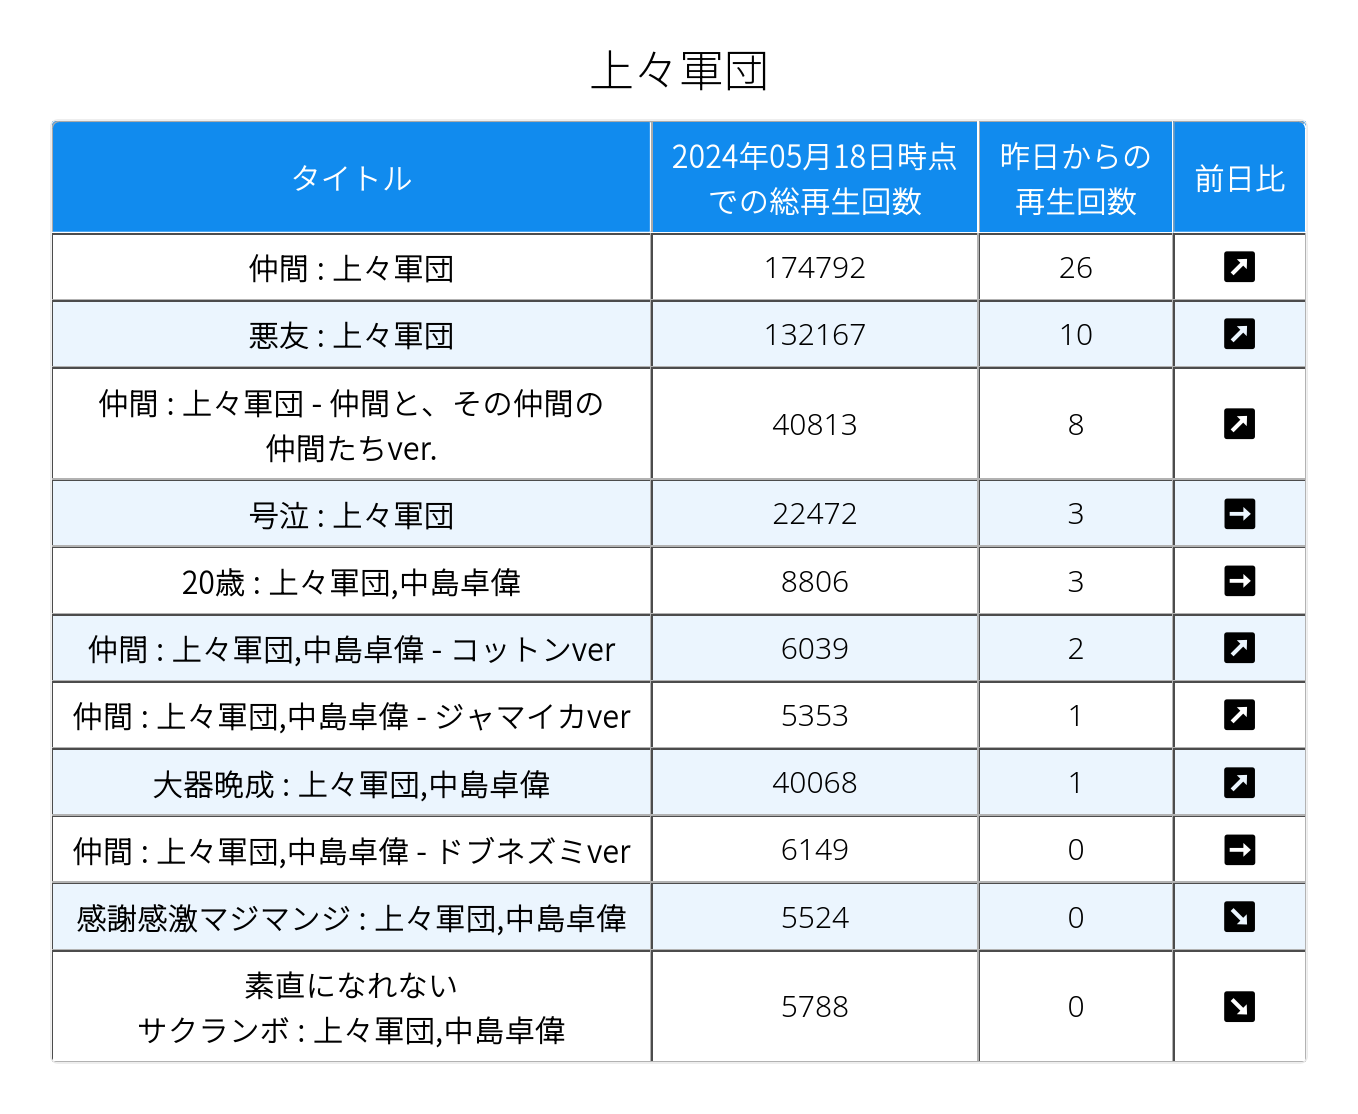 上々軍団
タイトル
2024年05月18日時点
での総再生回数
昨日からの
再生回数
前日比
仲間 : 上々軍団
174792
26
悪友 : 上々軍団
132167
10
仲間 : 上々軍団 - 仲間と、その仲間の
仲間たちver.
40813
8
号泣 : 上々軍団
22472
3
20歳 : 上々軍団,中島卓偉
8806
3
仲間 : 上々軍団,中島卓偉 - コットンver
6039
2
仲間 : 上々軍団,中島卓偉 - ジャマイカver
5353
1
大器晩成 : 上々軍団,中島卓偉
40068
1
仲間 : 上々軍団,中島卓偉 - ドブネズミver
6149
0
感謝感激マジマンジ : 上々軍団,中島卓偉
5524
0
素直になれない
サクランボ : 上々軍団,中島卓偉
5788
0